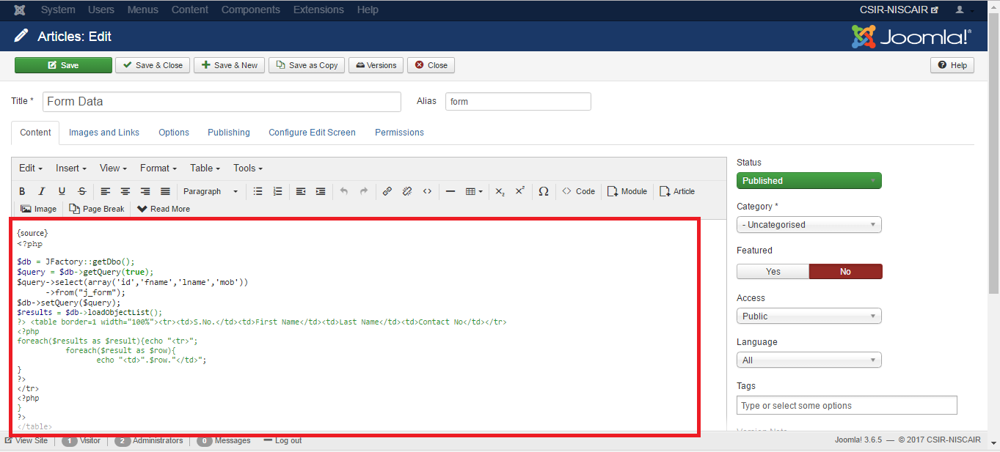 System Users Menus Content Components Extensions Help CSIR-NISCAIR
Articles: Edit Joomla!®
Save Save & Close Save & New Save as Copy Versions Close Help
Title * Form Data Alias form
Content Images and Links Options Publishing Configure Edit Screen Permissions
Edit Insert View Format Table Tools
B I U S Paragraph X₂ X² Ω Code Module Article
Image Page Break Read More
{source}
<?php
$db = JFactory::getDbo();
$query = $db->getQuery(true);
$query->select(array('id','fname','lname','mob'))
->from("j_form");
$db->setQuery($query);
$results = $db->loadObjectList();
?> <table border=1 width="100%"><tr><td>S.No.</td><td>First Name</td><td>Last Name</td><td>Contact No</td></tr>
<?php
foreach($results as $result){echo "<tr>";
foreach($result as $row){
echo "<td>".$row."</td>";
}
?>
</tr>
<?php
}
?>
</table>
Status
Published
Category *
- Uncategorised
Featured
Yes No
Access
Public
Language
All
Tags
Type or select some options
Version Note
View Site 1 Visitor 2 Administrators 0 Messages Log out Joomla! 3.6.5 — © 2017 CSIR-NISCAIR